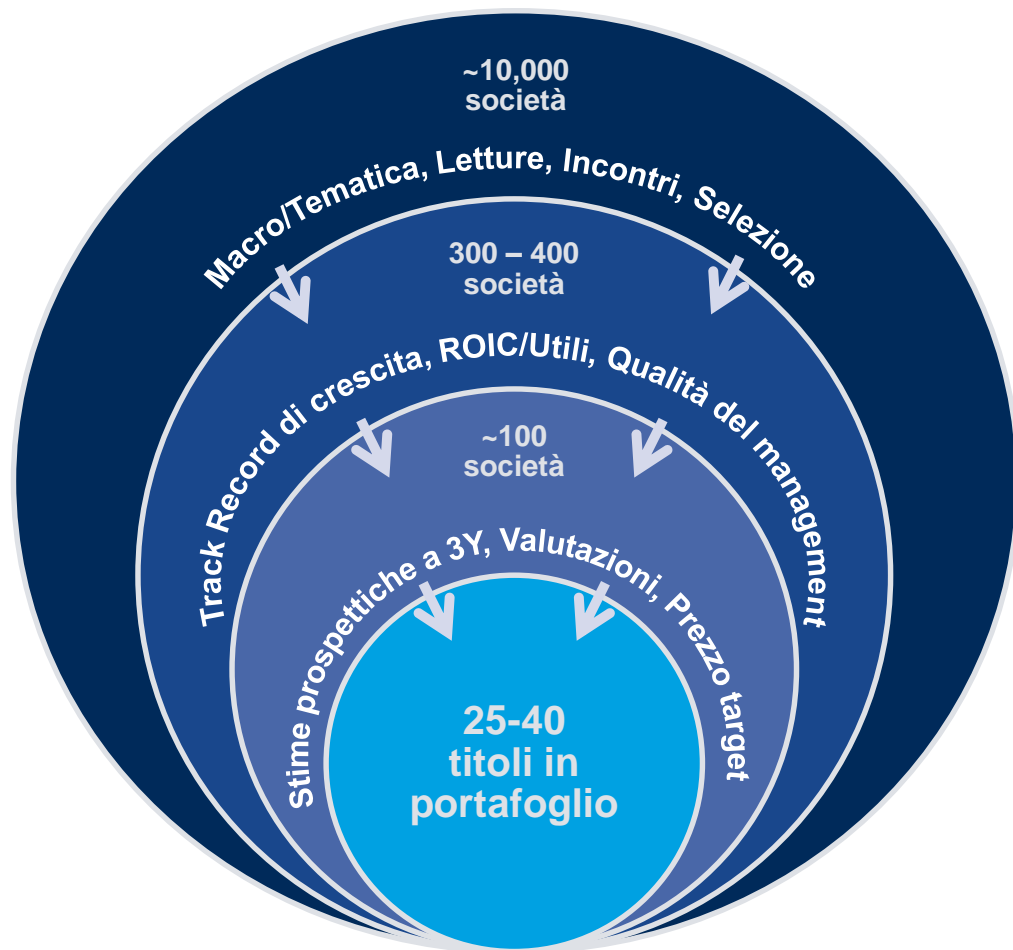 ~10,000
società
Macro/Tematica, Letture, Incontri, Selezione
300 – 400
società
Track Record di crescita, ROIC/Utili, Qualità del management
~100
società
Stime prospettiche a 3Y, Valutazioni, Prezzo target
25-40
titoli in
portafoglio